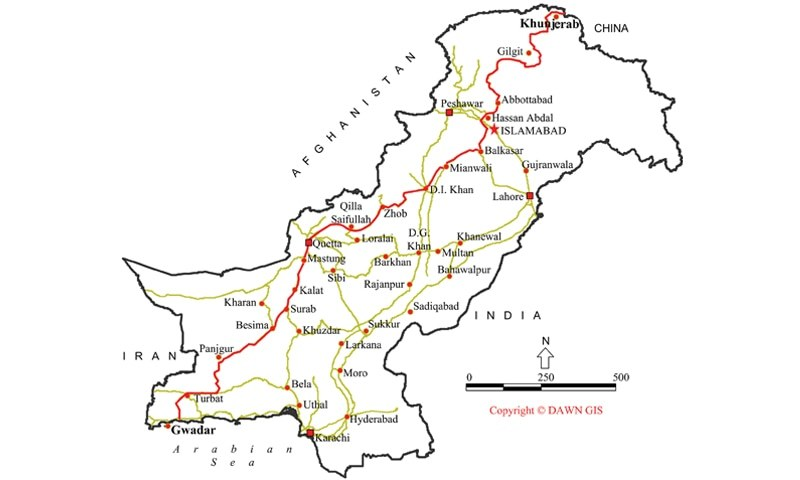 Khunjerab
CHINA
Gilgit
AFGHANISTAN
Peshawar
Abbottabad
Hassan Abdal
ISLAMABAD
Balkasar
Mianwali
Gujranwala
D.I. Khan
Lahore
Zhob
Qilla
Saifullah
Quetta
Loralai
D.G.
Khan
Khanewal
Multan
Mastung
Barkhan
Sibi
Bahawalpur
Kalat
Rajanpur
Kharan
Surab
Sadiqabad
INDIA
Besima
Khuzdar
Sukkur
Larkana
IRAN
Panjgur
N
Moro
0
250
500
Turbat
Bela
Uthal
Hyderabad
Copyright © DAWN GIS
Gwadar
Karachi
Arabian
Sea